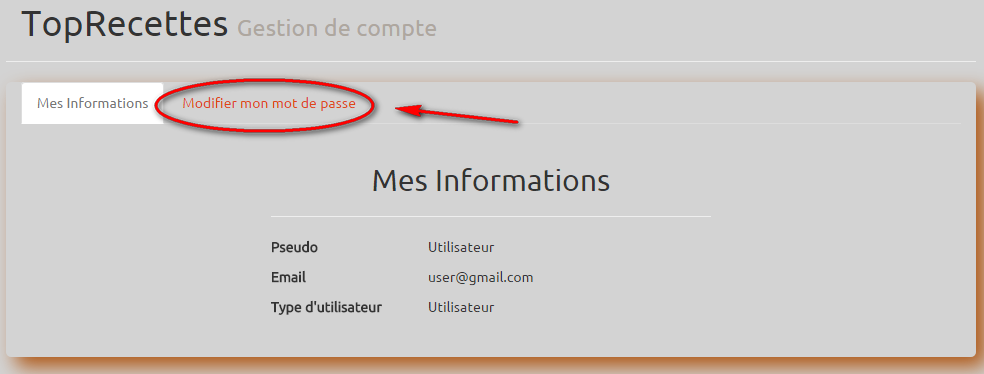 TopRecettes Gestion de compte
Mes Informations Modifier mon mot de passe
Mes Informations
Pseudo Utilisateur
Email user@gmail.com
Type d'utilisateur Utilisateur